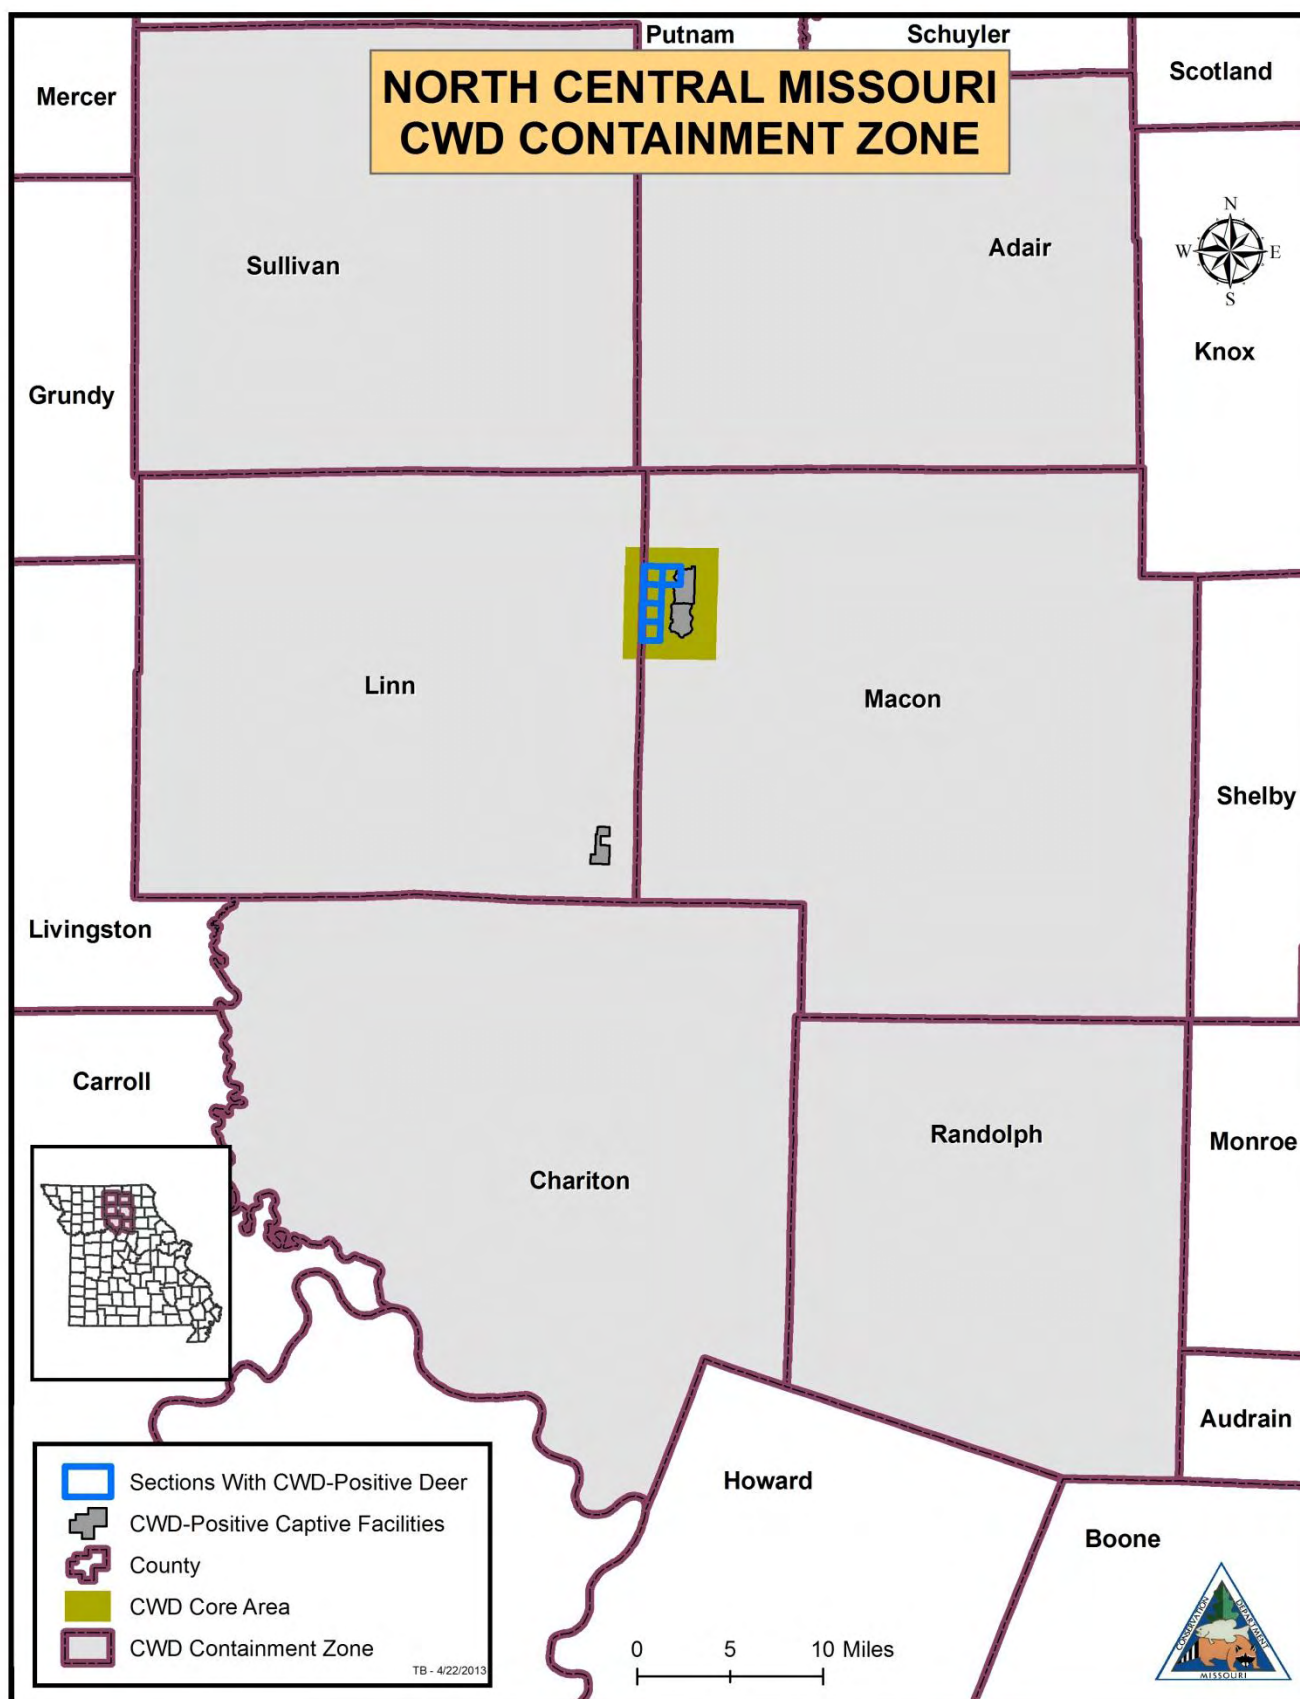 Putnam
Schuyler
Scotland
Mercer
NORTH CENTRAL MISSOURI
CWD CONTAINMENT ZONE
N
W
E
S
Sullivan
Adair
Knox
Grundy
Linn
Macon
Shelby
Livingston
Carroll
Randolph
Monroe
Chariton
Audrain
Howard
Boone
Sections With CWD-Positive Deer
CWD-Positive Captive Facilities
County
CWD Core Area
CWD Containment Zone
TB - 4/22/2013
0 5 10 Miles
CONSERVATION
DEPARTMENT
MISSOURI